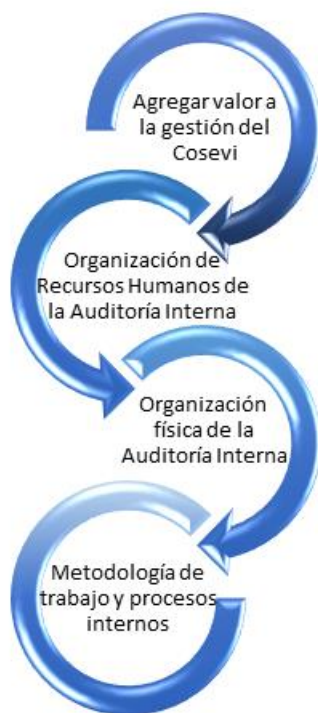 Agregar valor a
la gestión del
Cosevi
Organización de
Recursos Humanos de
la Auditoría Interna
Organización
física de la
Auditoría Interna
Metodología de
trabajo y procesos
internos